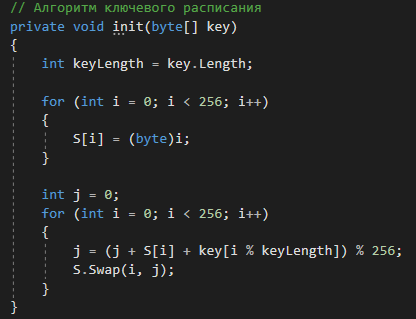 // Алгоритм ключевого расписания
private void init(byte[] key)
{
int keyLength = key.Length;
for (int i = 0; i < 256; i++)
{
S[i] = (byte)i;
}
int j = 0;
for (int i = 0; i < 256; i++)
{
j = (j + S[i] + key[i % keyLength]) % 256;
S.Swap(i, j);
}
}